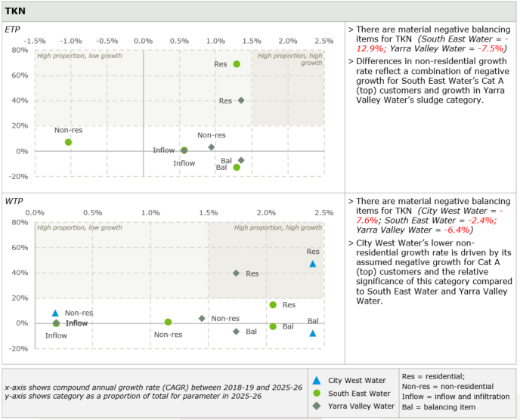 TKN
ETP
-1.5% -1.0% -0.5% 0.0% 0.5% 1.0% 1.5% 2.0% 2.5%
80%
High proportion, low growth
High proportion, high growth
Res
60%
40%
Res
20%
Non-res
Non-res
0%
Inflow
Inflow
Bal
Bal
-20%
> There are material negative balancing
items for TKN (South East Water = -
12.9%; Yarra Valley Water = -7.5%)
> Differences in non-residential growth
rate reflect a combination of negative
growth for South East Water's Cat A
(top) customers and growth in Yarra
Valley Water's sludge category.
WTP
0.0% 0.5% 1.0% 1.5% 2.0% 2.5%
80%
High proportion, low growth
High proportion, high growth
60%
Res
40%
Res
20%
Res
Non-res
Non-res
Bal
0%
Inflow
Bal
Inflow
Non-res
Bal
-20%
> There are material negative balancing
items for TKN (City West Water = -
7.6%; South East Water = -2.4%;
Yarra Valley Water = -6.4%)
> City West Water's lower non-
residential growth rate is driven by its
assumed negative growth for Cat A
(top) customers and the relative
significance of this category compared
to South East Water and Yarra Valley
Water.
x-axis shows compound annual growth rate (CAGR) between 2018-19 and 2025-26
y-axis shows category as a proportion of total for parameter in 2025-26
City West Water
South East Water
Yarra Valley Water
Res = residential;
Non-res = non-residential
Inflow = inflow and infiltration
Bal = balancing item